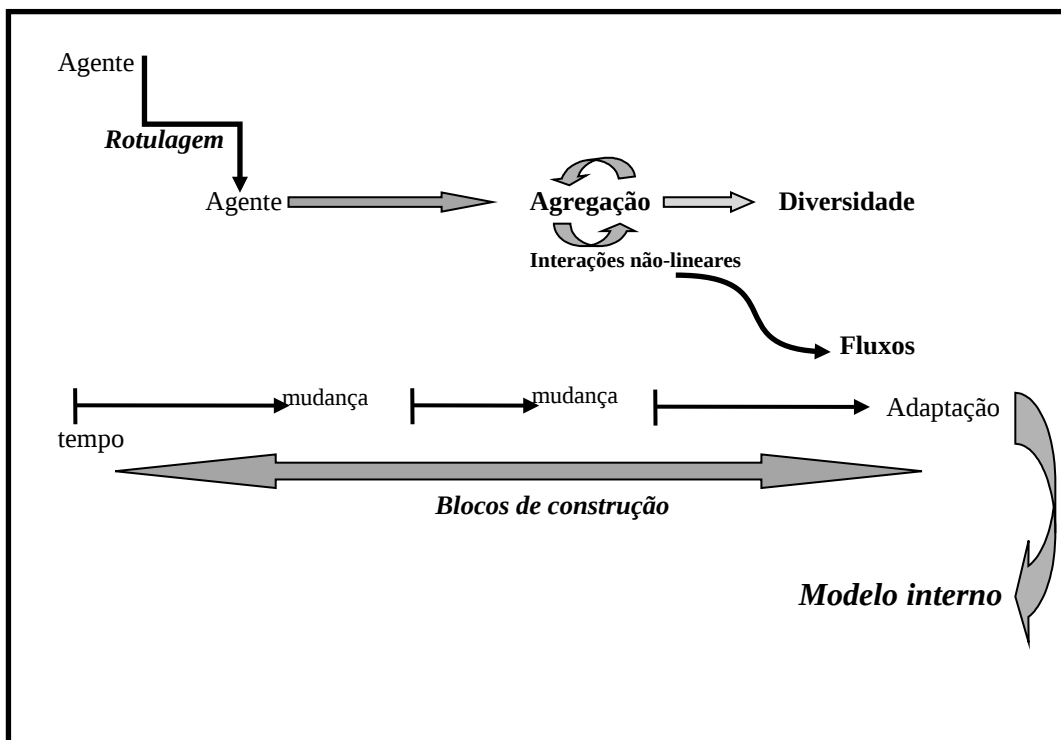 Agente
Rotulagem
Agente
Agregação
Diversidade
Interações não-lineares
Fluxos
mudança
mudança
Adaptação
tempo
Blocos de construção
Modelo interno